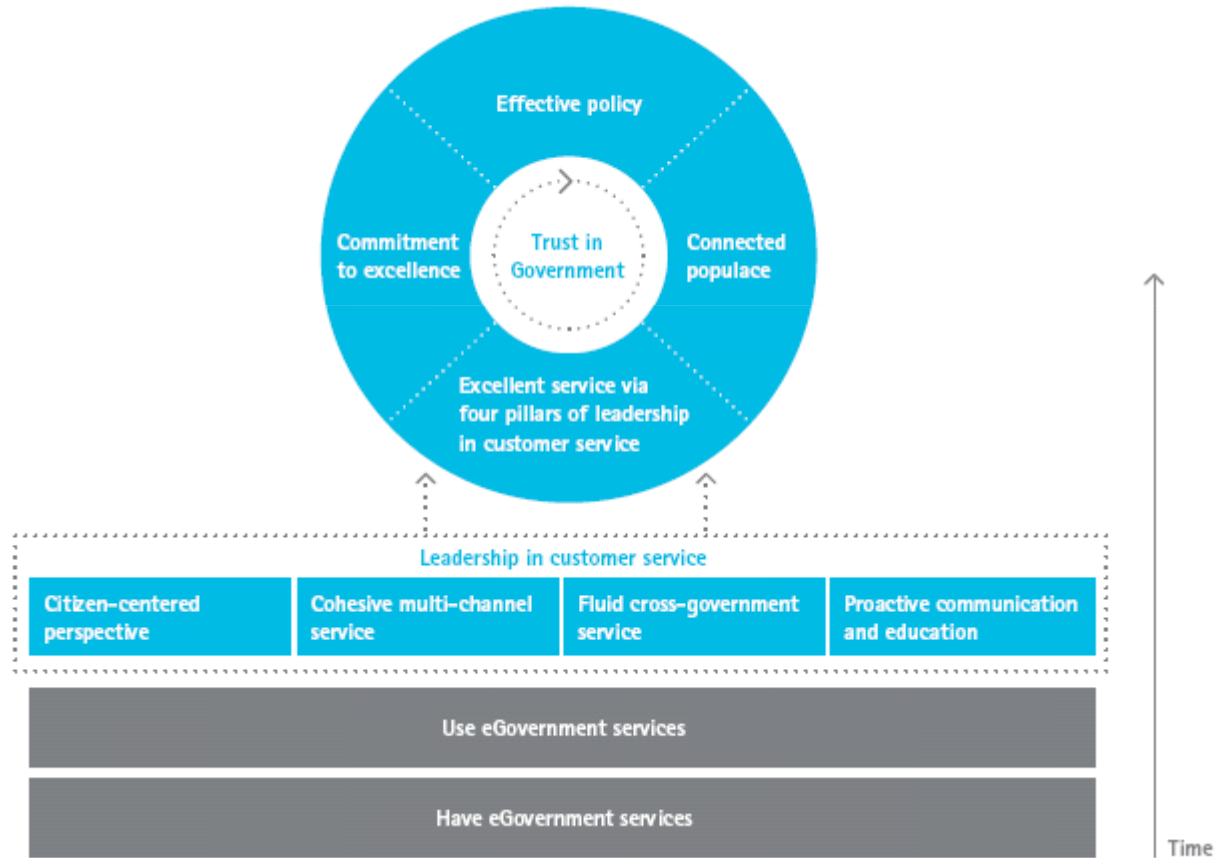 Effective policy
Commitment
to excellence
Trust in
Government
Connected
populace
Excellent service via
four pillars of leadership
in customer service
Leadership in customer service
Citizen-centered
perspective
Cohesive multi-channel
service
Fluid cross-government
service
Proactive communication
and education
Use eGovernment services
Have eGovernment services
Time